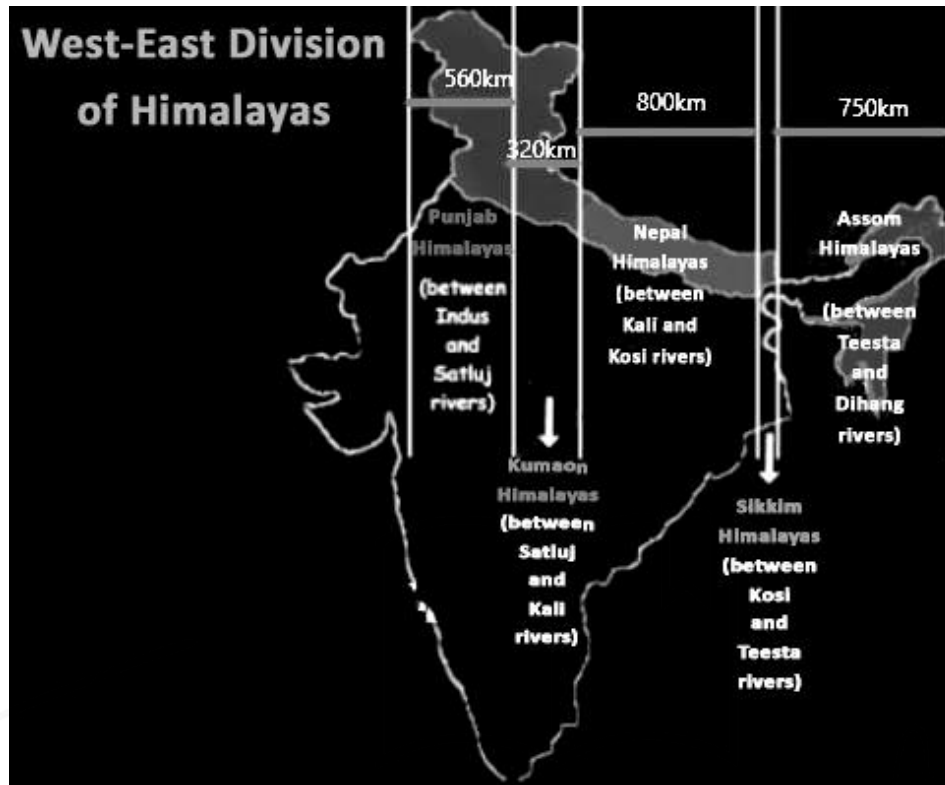 West-East Division
of Himalayas
560km
320km
800km
750km
Punjab
Himalayas
(between
Indus
and
Satluj
rivers)
Kumaon
Himalayas
(between
Satluj
and
Kali
rivers)
Nepal
Himalayas
(between
Kali and
Kosi rivers)
Sikkim
Himalayas
(between
Kosi
and
Teesta
rivers)
Assom
Himalayas
(between
Teesta
and
Dihang
rivers)